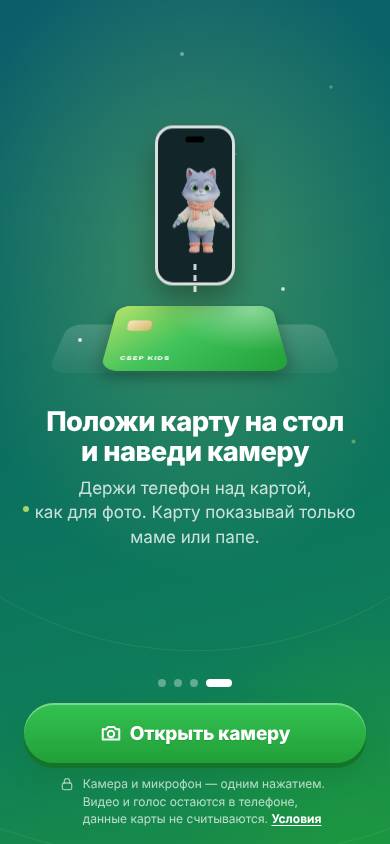 СБЕР KIDS
Положи карту на стол
и наведи камеру
Держи телефон над картой,
как для фото. Карту показывай только
маме или папе.
Открыть камеру
Камера и микрофон — одним нажатием.
Видео и голос остаются в телефоне,
данные карты не считываются. Условия